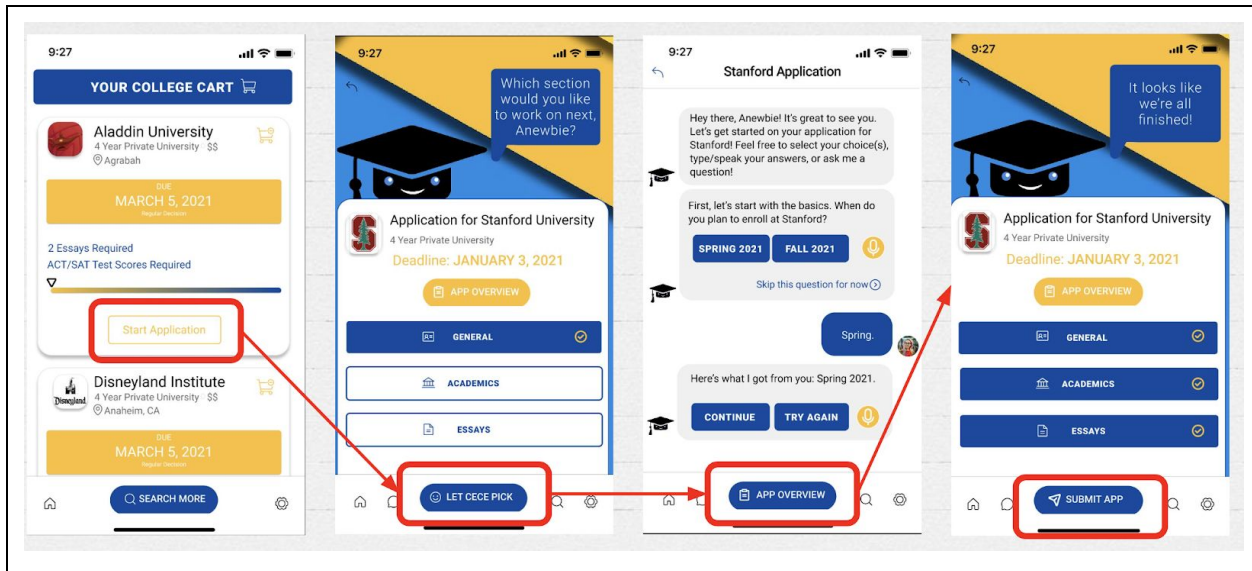 9:27
YOUR COLLEGE CART
Aladdin University
4 Year Private University $$
Agrabah
DUE
MARCH 5, 2021
Regular Decision
2 Essays Required
ACT/SAT Test Scores Required
Start Application
Disneyland
Disneyland Institute
4 Year Private University $$
Anaheim, CA
DUE
MARCH 5, 2021
Regular Decision
SEARCH MORE
9:27
Which section
would you like
to work on next,
Anewbie?
Application for Stanford University
4 Year Private University
Deadline: JANUARY 3, 2021
APP OVERVIEW
GENERAL
ACADEMICS
ESSAYS
LET CECE PICK
9:27
Stanford Application
Hey there, Anewbie! It's great to see you.
Let's get started on your application for
Stanford! Feel free to select your choice(s),
type/speak your answers, or ask me a
question!
First, let's start with the basics. When do
you plan to enroll at Stanford?
SPRING 2021 FALL 2021
Skip this question for now
Spring.
Here's what I got from you: Spring 2021.
CONTINUE TRY AGAIN
APP OVERVIEW
9:27
It looks like
we're all
finished!
Application for Stanford University
4 Year Private University
Deadline: JANUARY 3, 2021
APP OVERVIEW
GENERAL
ACADEMICS
ESSAYS
SUBMIT APP